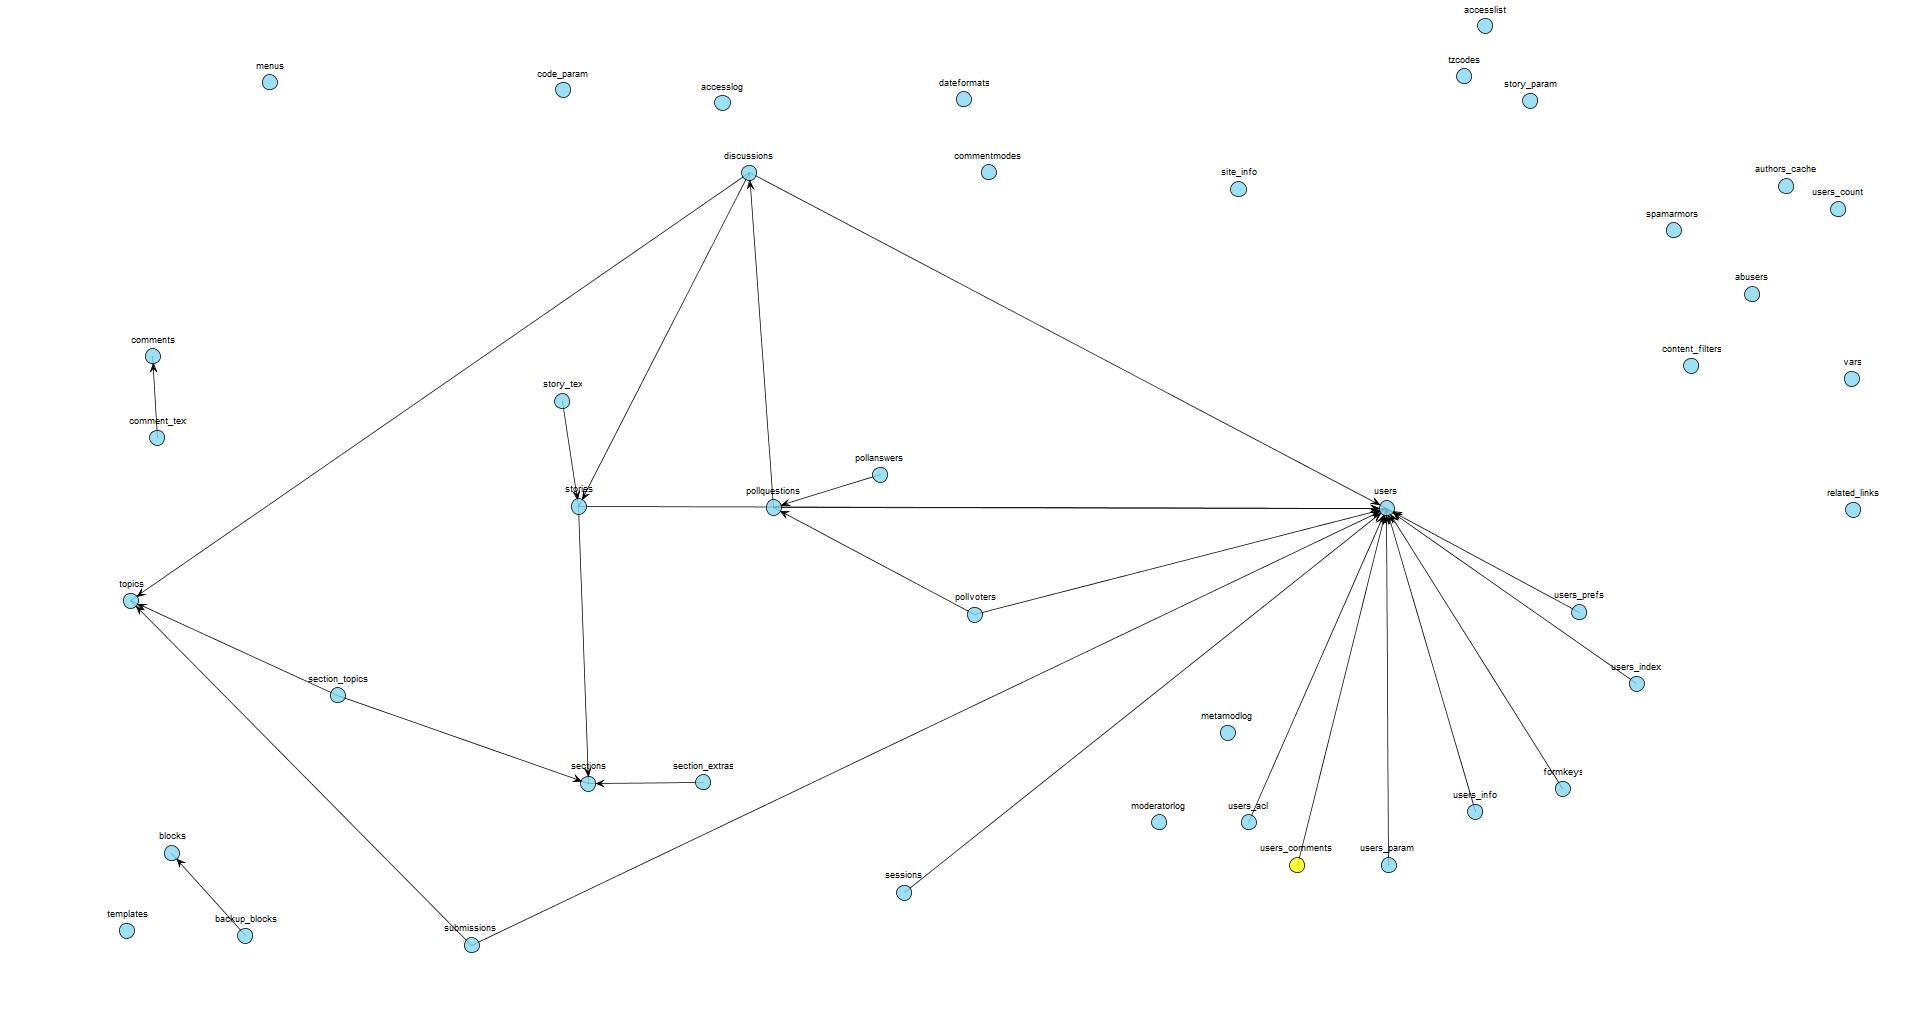 accesslist
menus
code_param
accesslog
dateformats
tzcodes
story_param
discussions
commentmodes
site_info
authors_cache
users_count
spamarmors
abusers
comments
content_filters
vars
story_tex
comment_tex
pollanswers
stories
pollquestions
users
related_links
topics
pollvoters
users_prefs
section_topics
users_index
metamodlog
sections
section_extras
formkeys
users_info
moderatorlog
users_acl
blocks
users_comments
users_param
sessions
templates
backup_blocks
submissions